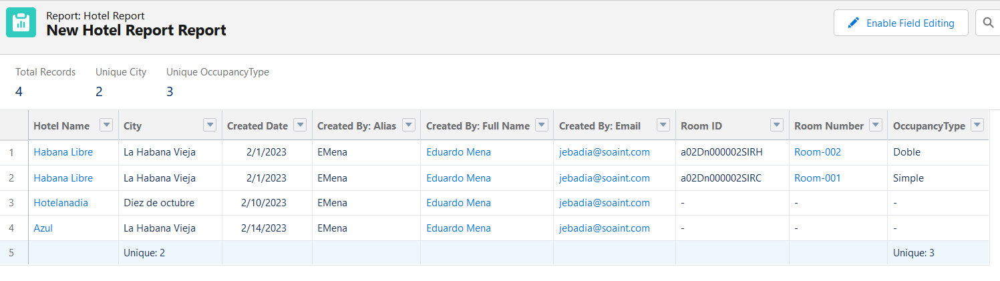 Report: Hotel Report
New Hotel Report Report
Enable Field Editing
Total Records Unique City Unique OccupancyType
4 2 3
Hotel Name City Created Date Created By: Alias Created By: Full Name Created By: Email Room ID Room Number OccupancyType
1 Habana Libre La Habana Vieja 2/1/2023 EMena Eduardo Mena jebadia@soaint.com a02Dn000002SIRH Room-002 Doble
2 Habana Libre La Habana Vieja 2/1/2023 EMena Eduardo Mena jebadia@soaint.com a02Dn000002SIRC Room-001 Simple
3 Hotelanadia Diez de octubre 2/10/2023 EMena Eduardo Mena jebadia@soaint.com - - -
4 Azul La Habana Vieja 2/14/2023 EMena Eduardo Mena jebadia@soaint.com - - -
5 Unique: 2 Unique: 3